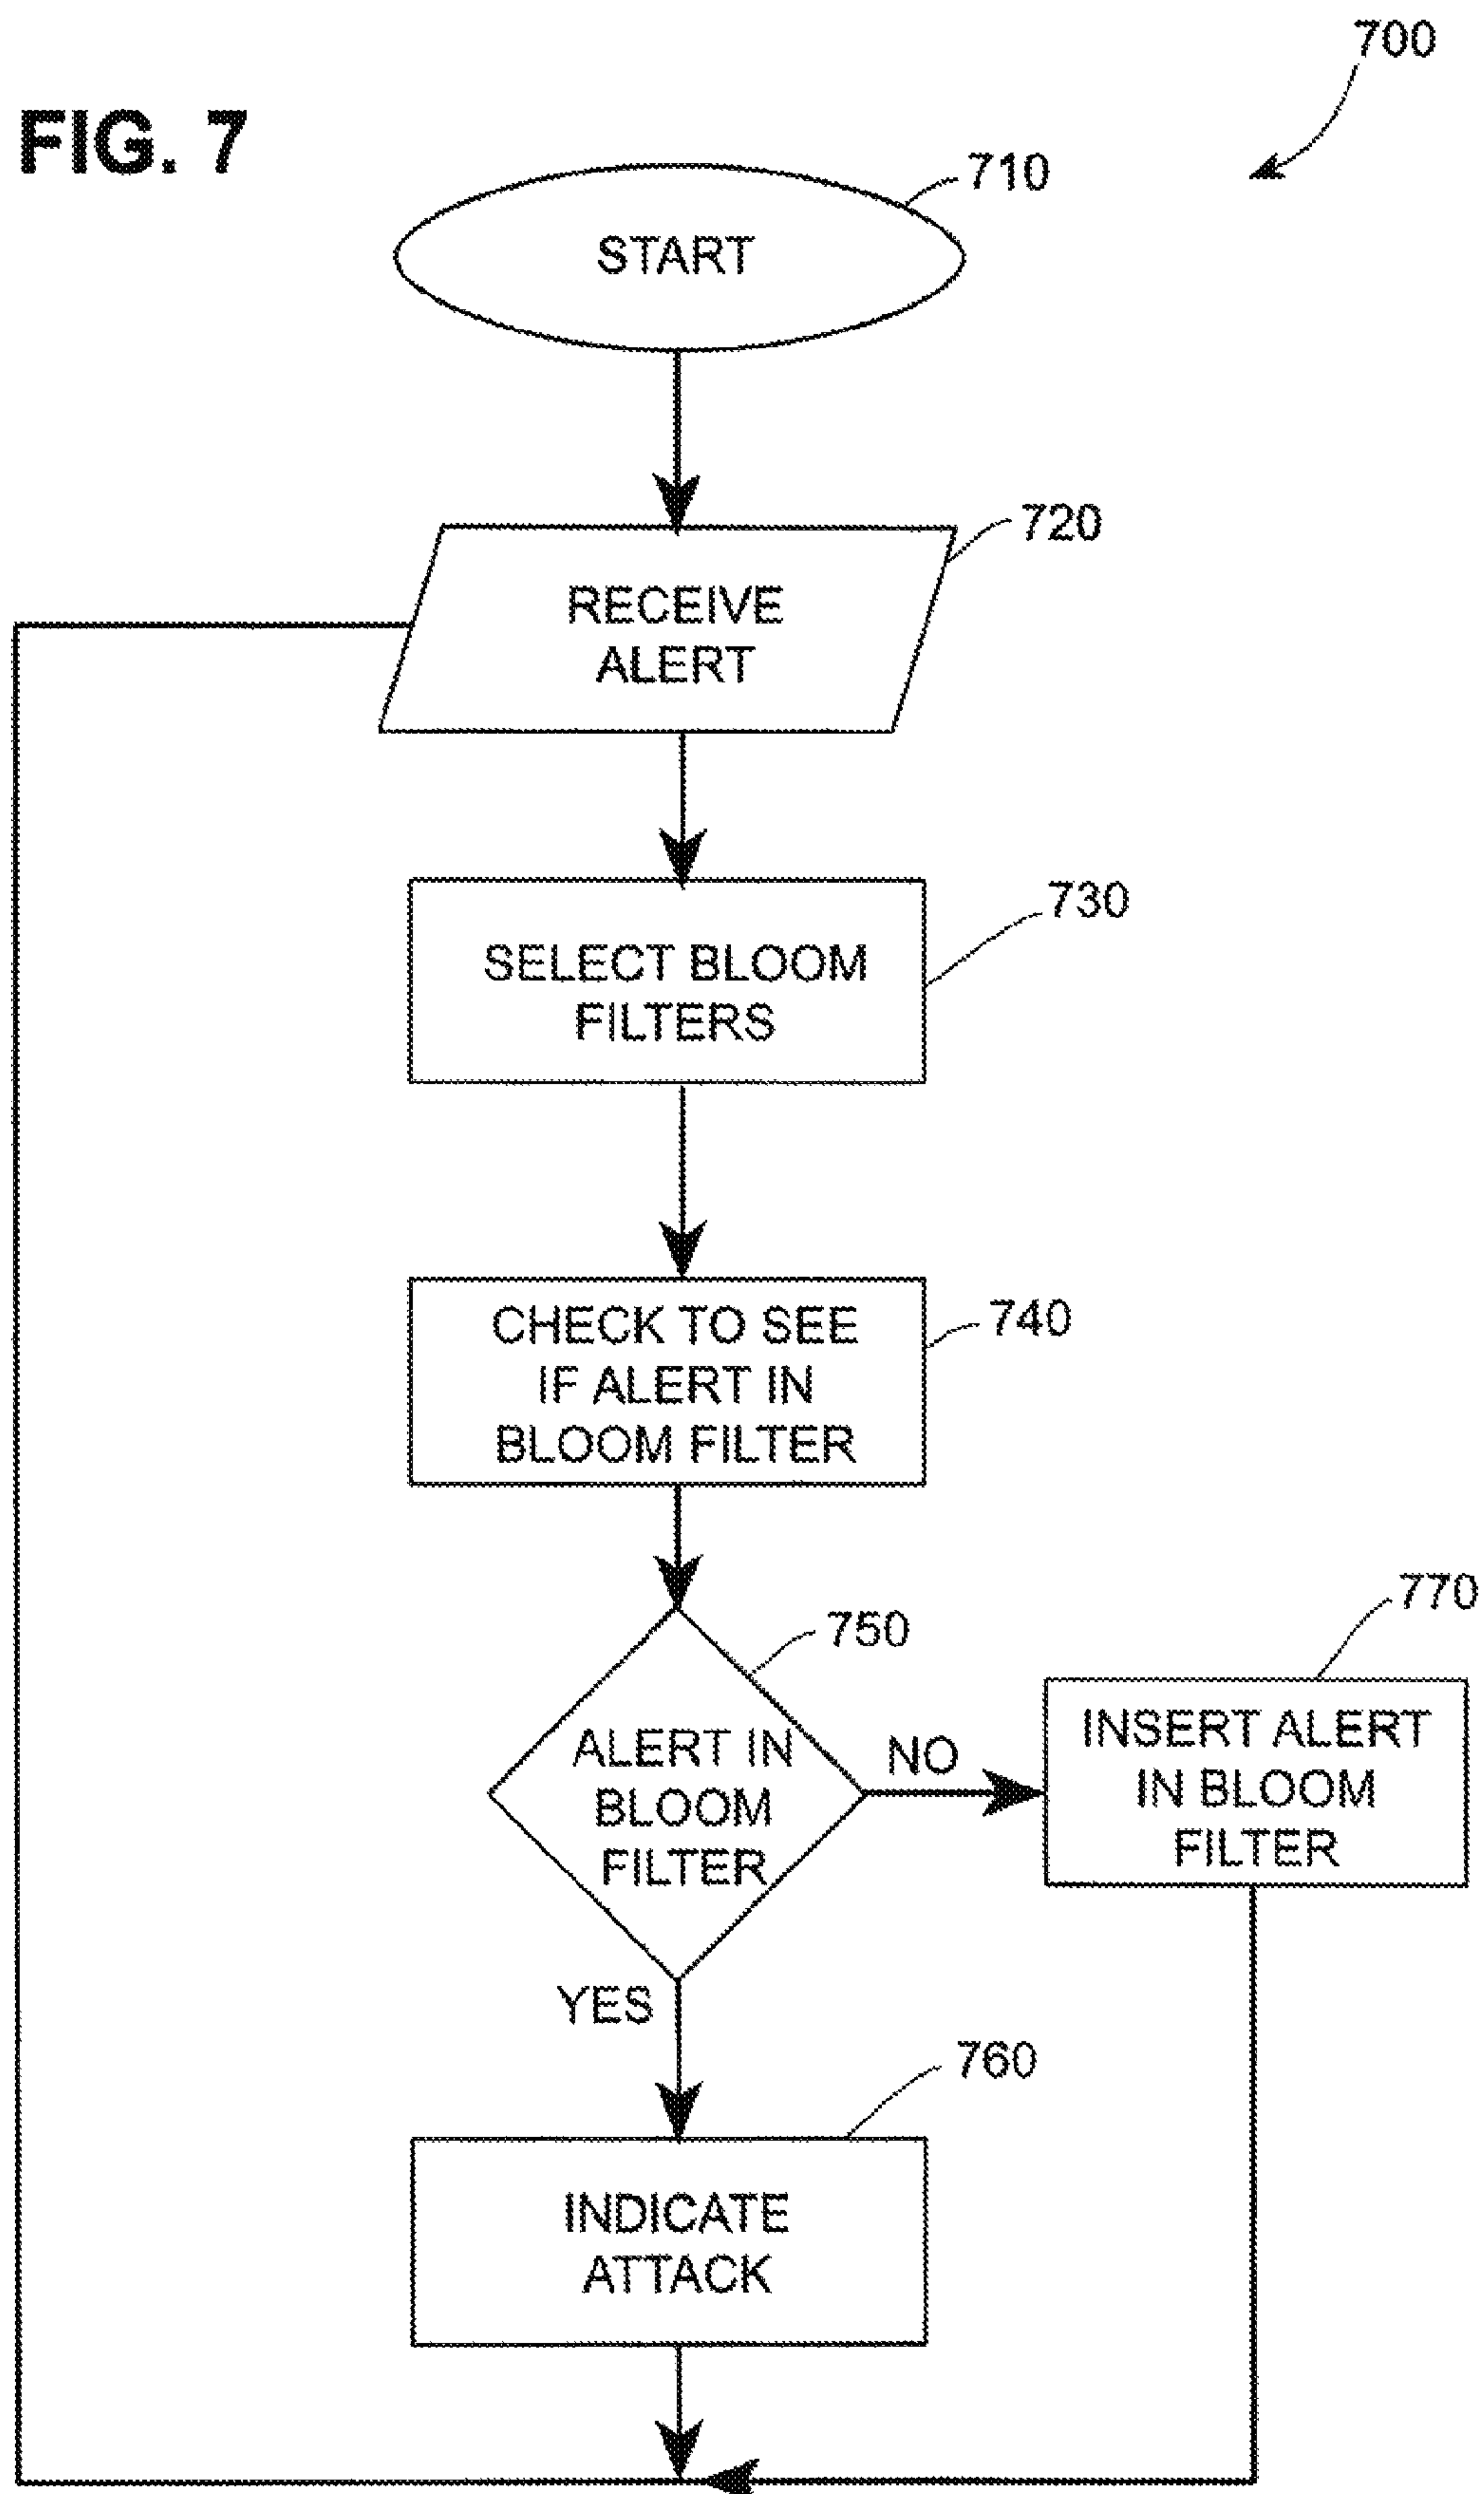 700
FIG. 7
710
START
720
RECEIVE
ALERT
730
SELECT BLOOM
FILTERS
740
CHECK TO SEE
IF ALERT IN
BLOOM FILTER
750
770
ALERT IN
BLOOM
FILTER
NO
INSERT ALERT
IN BLOOM
FILTER
YES
760
INDICATE
ATTACK